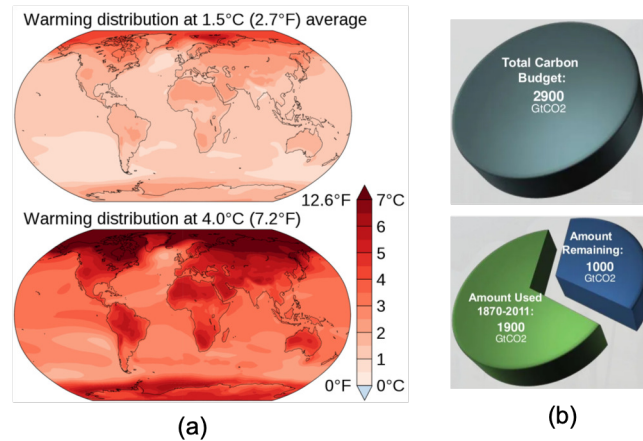 Warming distribution at 1.5°C (2.7°F) average
12.6°F 7°C
Warming distribution at 4.0°C (7.2°F)
6
5
4
3
2
1
0°F 0°C
(a)
Total Carbon
Budget:
2900
GtCO2
Amount
Remaining:
1000
GtCO2
Amount Used
1870-2011:
1900
GtCO2
(b)